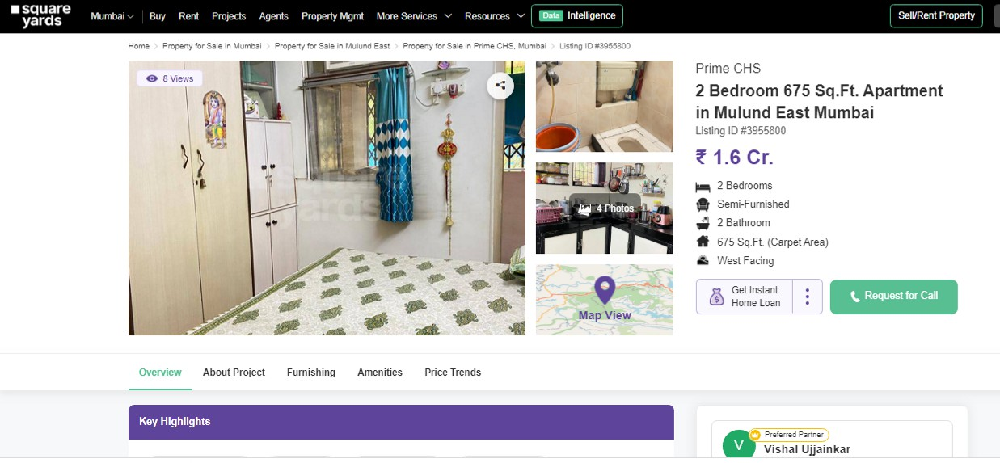 square
yards
Mumbai
Buy
Rent
Projects
Agents
Property Mgmt
More Services
Resources
Data Intelligence
Sell/Rent Property
Home > Property for Sale in Mumbai > Property for Sale in Mulund East > Property for Sale in Prime CHS, Mumbai > Listing ID #3955800
8 Views
square
yards
4 Photos
Map View
Prime CHS
2 Bedroom 675 Sq.Ft. Apartment
in Mulund East Mumbai
Listing ID #3955800
₹ 1.6 Cr.
2 Bedrooms
Semi-Furnished
2 Bathroom
675 Sq.Ft. (Carpet Area)
West Facing
Get Instant
Home Loan
Request for Call
Overview
About Project
Furnishing
Amenities
Price Trends
Key Highlights
V
Preferred Partner
Vishal Ujjainkar